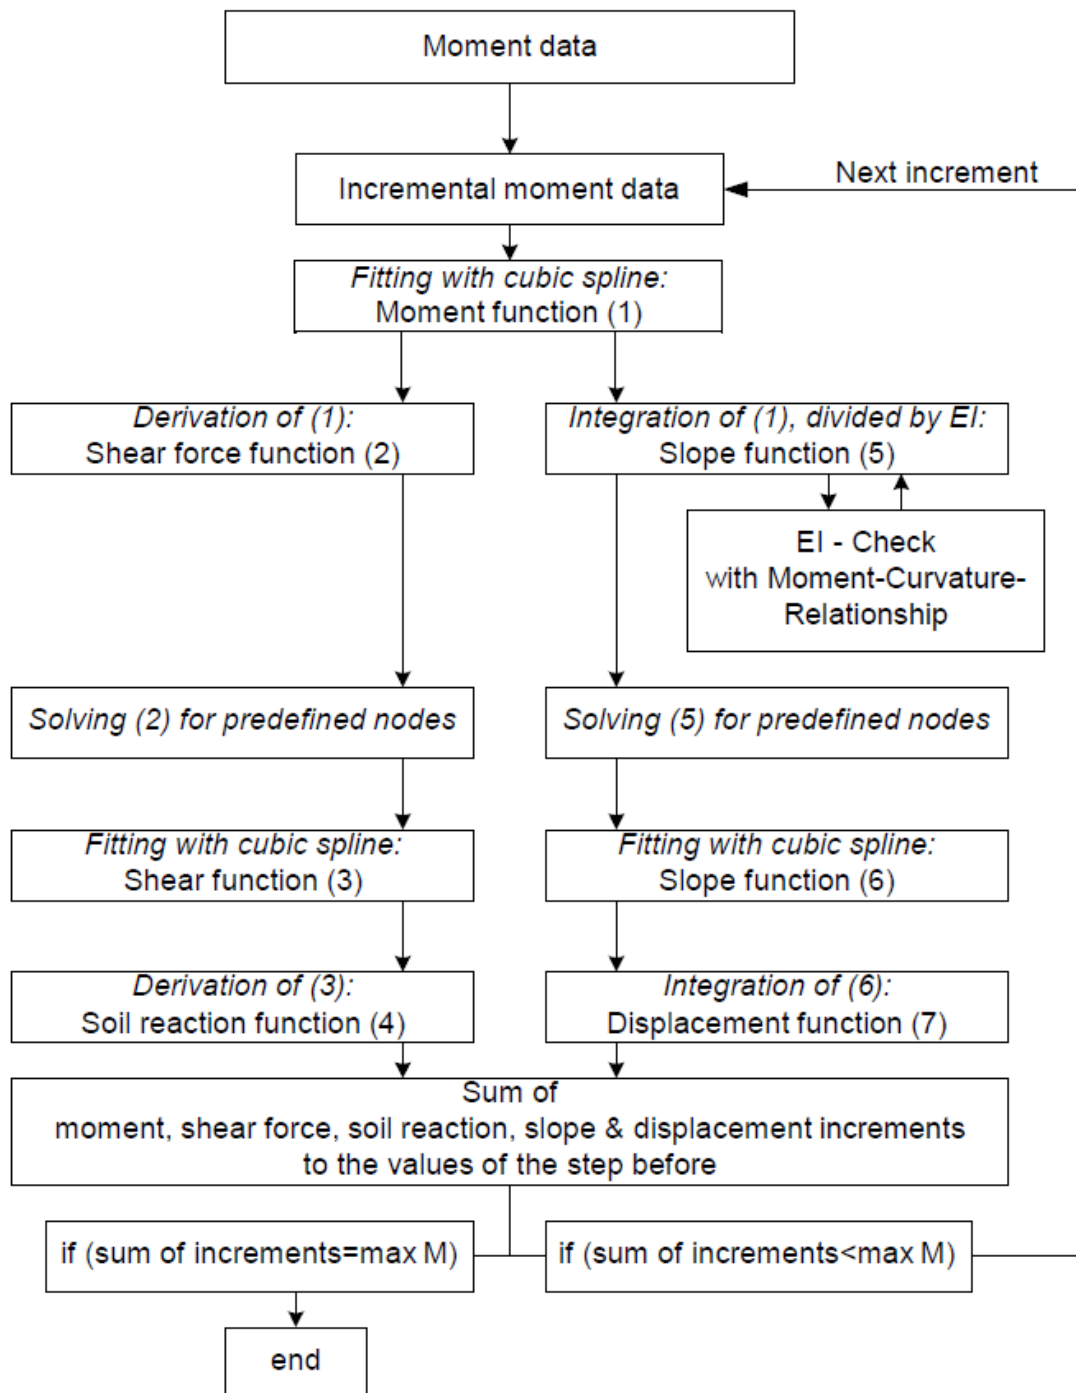 Moment data
Next increment
Incremental moment data
Fitting with cubic spline:
Moment function (1)
Derivation of (1):
Shear force function (2)
Integration of (1), divided by EI:
Slope function (5)
EI - Check
with Moment-Curvature-
Relationship
Solving (2) for predefined nodes
Solving (5) for predefined nodes
Fitting with cubic spline:
Shear function (3)
Fitting with cubic spline:
Slope function (6)
Derivation of (3):
Soil reaction function (4)
Integration of (6):
Displacement function (7)
Sum of
moment, shear force, soil reaction, slope & displacement increments
to the values of the step before
if (sum of increments=max M)
if (sum of increments<max M)
end